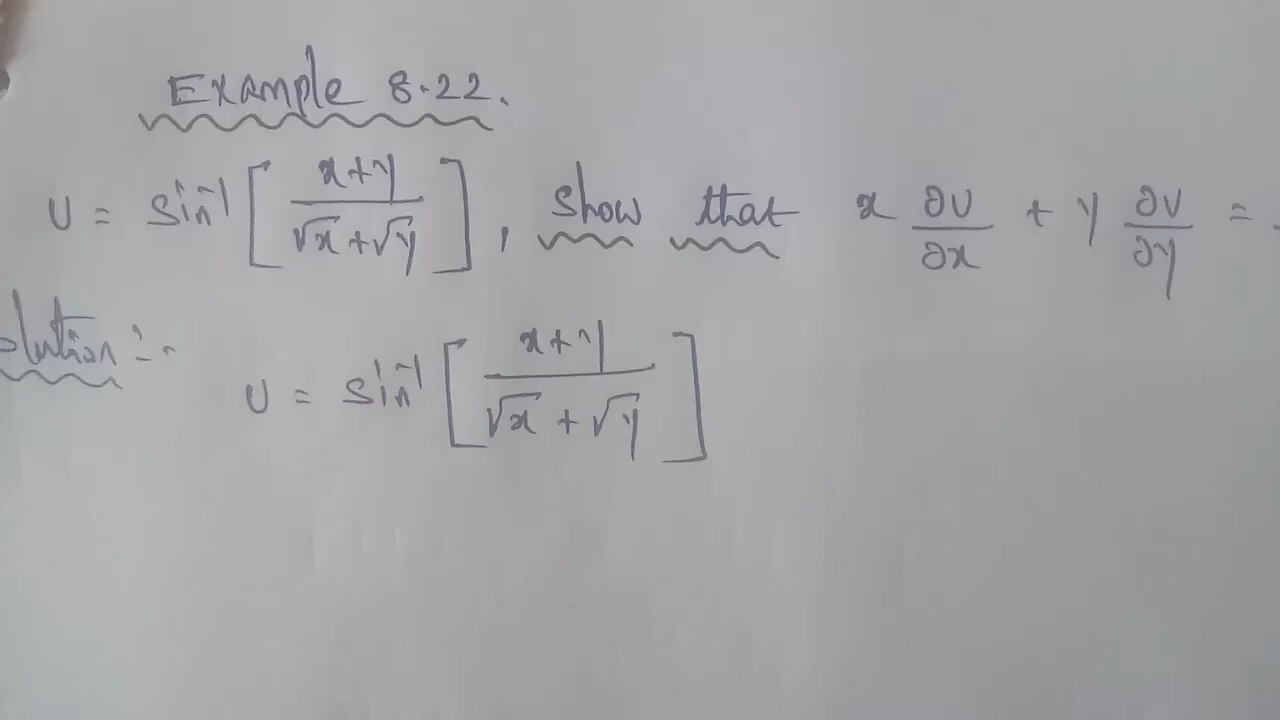 Example 8.22.
U = sin⁻¹ [ x+y / √x+√y ], show that x ∂U/∂x + y ∂U/∂y =
olution :-
U = sin⁻¹ [ x+y / √x + √y ]